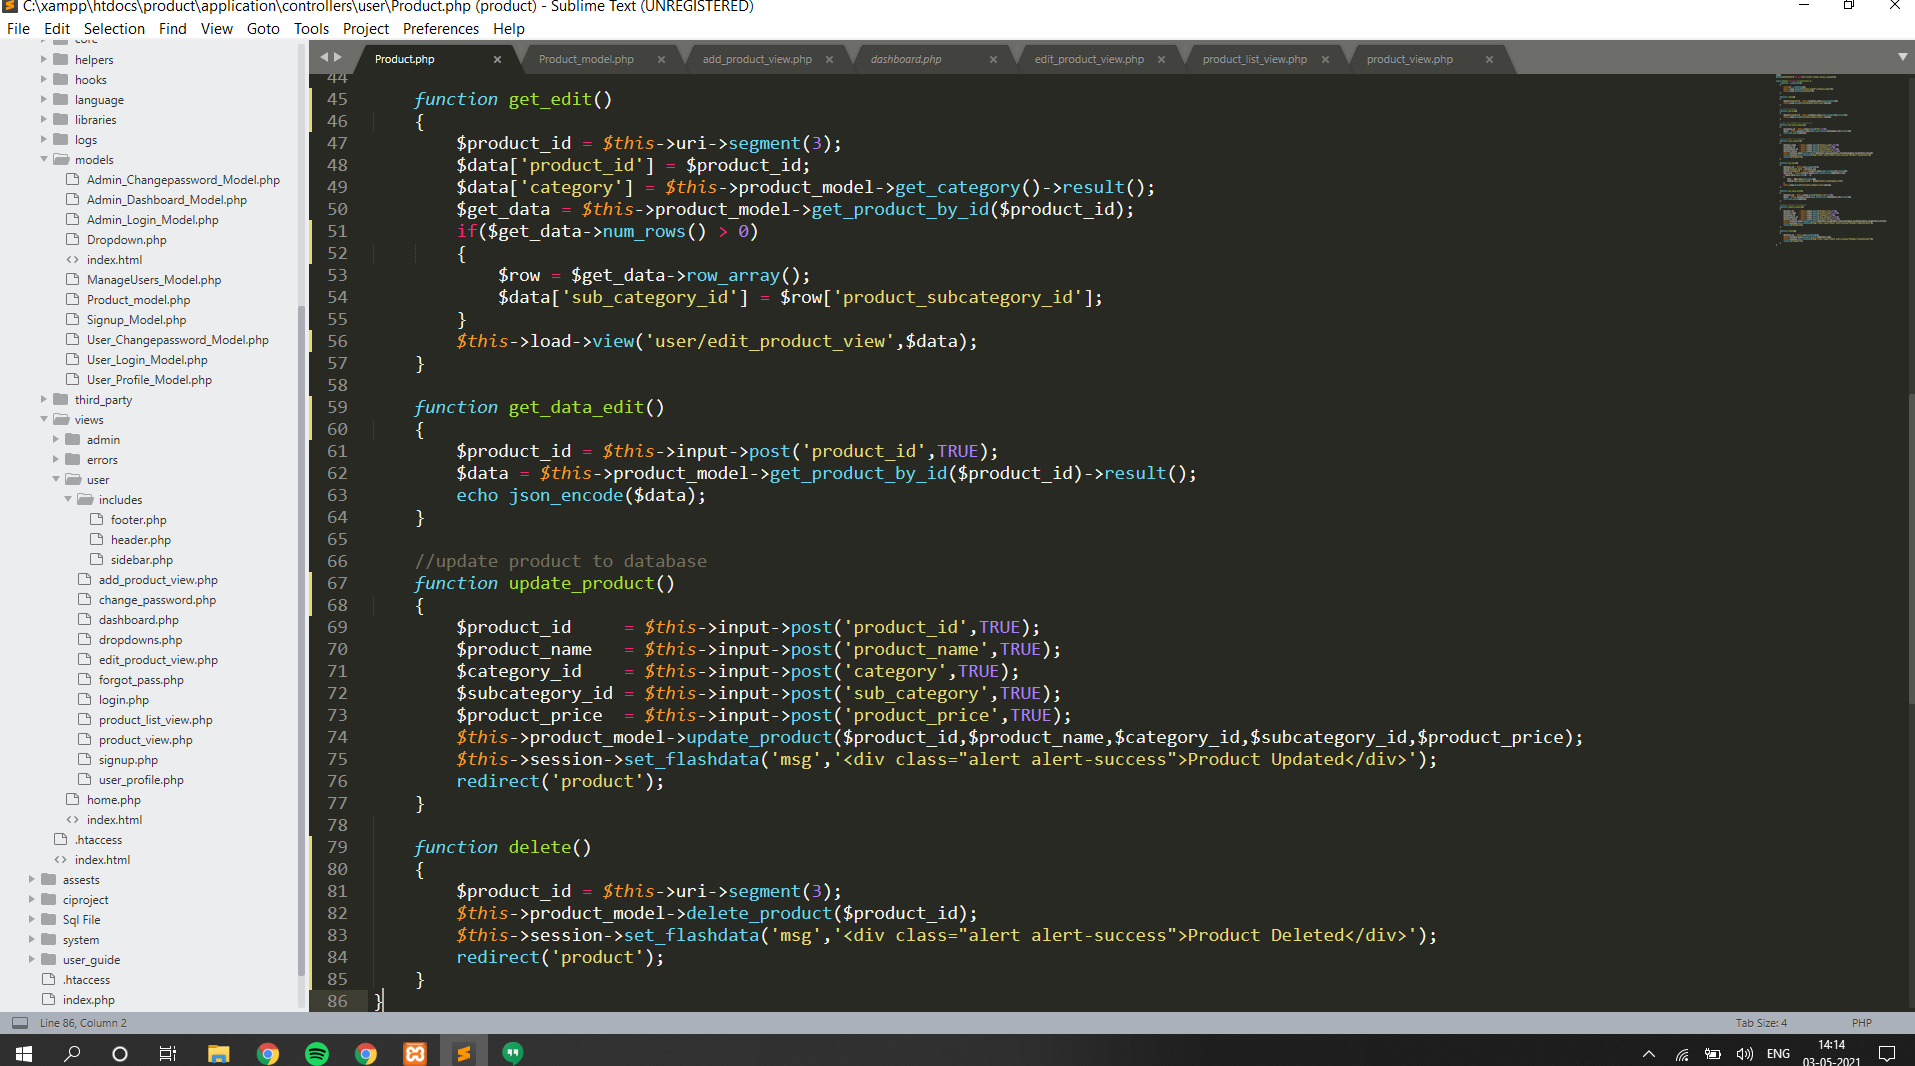 C:\xampp\htdocs\product\application\controllers\user\Product.php (product) - Sublime Text (UNREGISTERED)
File Edit Selection Find View Goto Tools Project Preferences Help
core
helpers
hooks
language
libraries
logs
models
Admin_Changepassword_Model.php
Admin_Dashboard_Model.php
Admin_Login_Model.php
Dropdown.php
<> index.html
ManageUsers_Model.php
Product_model.php
Signup_Model.php
User_Changepassword_Model.php
User_Login_Model.php
User_Profile_Model.php
third_party
views
admin
errors
user
includes
footer.php
header.php
sidebar.php
add_product_view.php
change_password.php
dashboard.php
dropdowns.php
edit_product_view.php
forgot_pass.php
login.php
product_list_view.php
product_view.php
signup.php
user_profile.php
home.php
<> index.html
.htaccess
<> index.html
assests
ciproject
Sql File
system
user_guide
.htaccess
index.php
Product.php × Product_model.php × add_product_view.php × dashboard.php × edit_product_view.php × product_list_view.php × product_view.php ×
44
45 function get_edit()
46 {
47 $product_id = $this->uri->segment(3);
48 $data['product_id'] = $product_id;
49 $data['category'] = $this->product_model->get_category()->result();
50 $get_data = $this->product_model->get_product_by_id($product_id);
51 if($get_data->num_rows() > 0)
52 {
53 $row = $get_data->row_array();
54 $data['sub_category_id'] = $row['product_subcategory_id'];
55 }
56 $this->load->view('user/edit_product_view',$data);
57 }
58
59 function get_data_edit()
60 {
61 $product_id = $this->input->post('product_id',TRUE);
62 $data = $this->product_model->get_product_by_id($product_id)->result();
63 echo json_encode($data);
64 }
65
66 //update product to database
67 function update_product()
68 {
69 $product_id = $this->input->post('product_id',TRUE);
70 $product_name = $this->input->post('product_name',TRUE);
71 $category_id = $this->input->post('category',TRUE);
72 $subcategory_id = $this->input->post('sub_category',TRUE);
73 $product_price = $this->input->post('product_price',TRUE);
74 $this->product_model->update_product($product_id,$product_name,$category_id,$subcategory_id,$product_price);
75 $this->session->set_flashdata('msg','<div class="alert alert-success">Product Updated</div>');
76 redirect('product');
77 }
78
79 function delete()
80 {
81 $product_id = $this->uri->segment(3);
82 $this->product_model->delete_product($product_id);
83 $this->session->set_flashdata('msg','<div class="alert alert-success">Product Deleted</div>');
84 redirect('product');
85 }
86 }
Line 86, Column 2 Tab Size: 4 PHP
ENG
14:14
03-05-2021